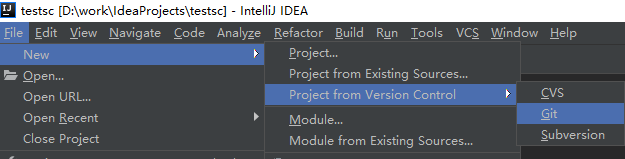 IJ testsc [D:\work\IdeaProjects\testsc] - IntelliJ IDEA
File Edit View Navigate Code Analyze Refactor Build Run Tools VCS Window Help
New
Open...
Open URL...
Open Recent
Close Project
Project...
Project from Existing Sources...
Project from Version Control
Module...
Module from Existing Sources...
CVS
Git
Subversion